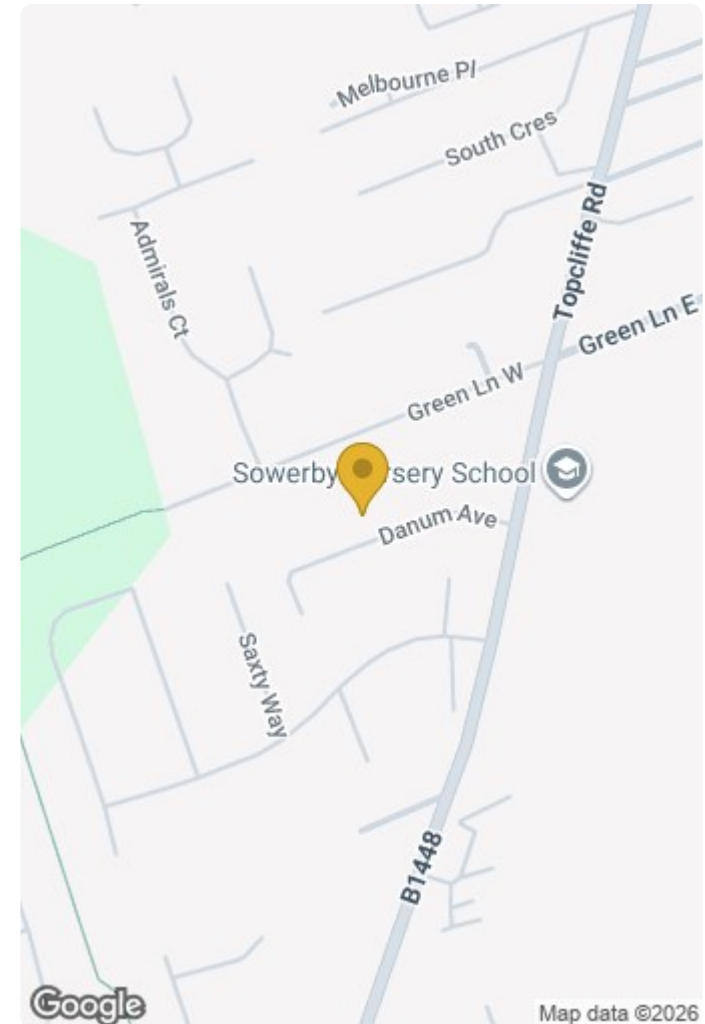 Melbourne Pl
South Cres
Admirals Ct
Topcliffe Rd
Green Ln E
Green Ln W
Sowerby rsery School
Danum Ave
Saxty Way
B1448
Google
Map data ©2026